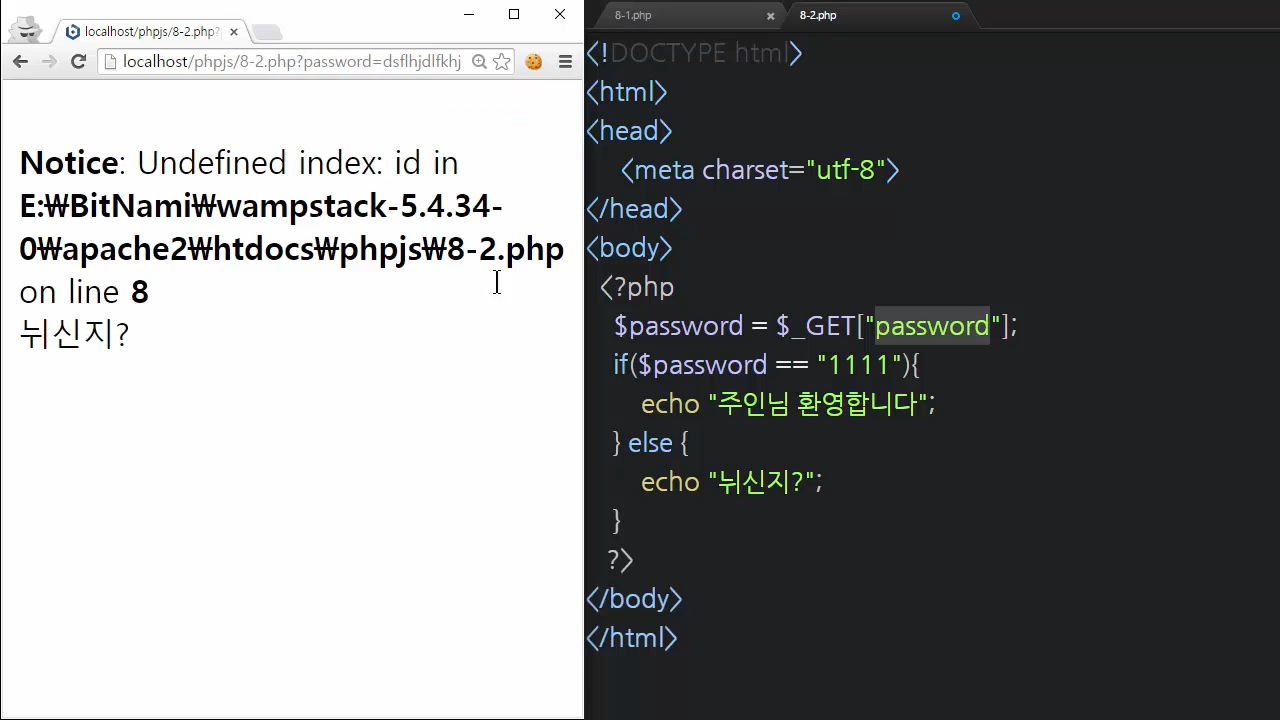 localhost/phpjs/8-2.php?
localhost/phpjs/8-2.php?password=dsflhjdlfkhj
Notice: Undefined index: id in
E:₩BitNami₩wampstack-5.4.34-
0₩apache2₩htdocs₩phpjs₩8-2.php
on line 8
뉘신지?
8-1.php
8-2.php
<!DOCTYPE html>
<html>
<head>
<meta charset="utf-8">
</head>
<body>
<?php
$password = $_GET["password"];
if($password == "1111"){
echo "주인님 환영합니다";
} else {
echo "뉘신지?";
}
?>
</body>
</html>